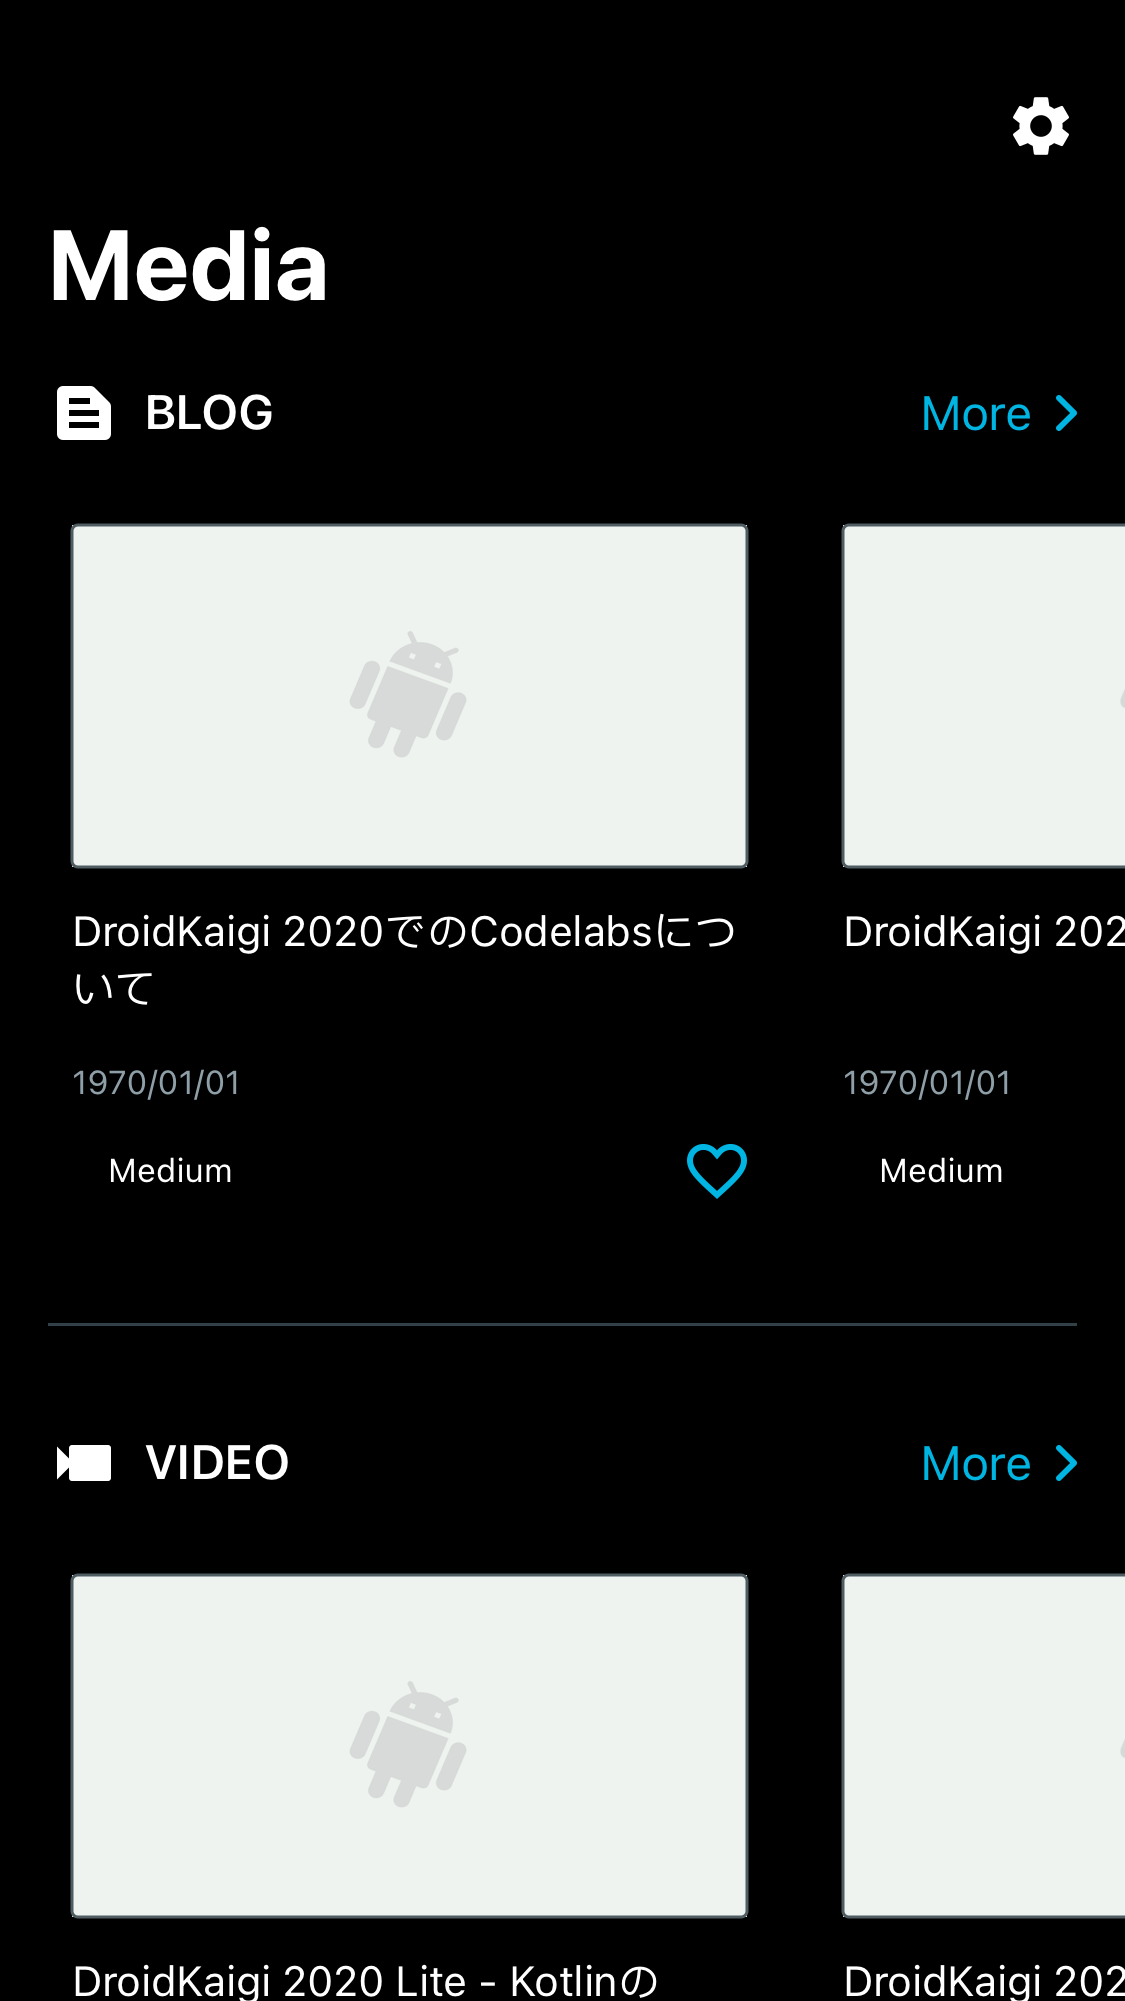 Media
BLOG
More
DroidKaigi 2020でのCodelabsにつ
いて
1970/01/01
Medium
DroidKaigi 202
1970/01/01
Medium
VIDEO
More
DroidKaigi 2020 Lite - Kotlinの
DroidKaigi 202